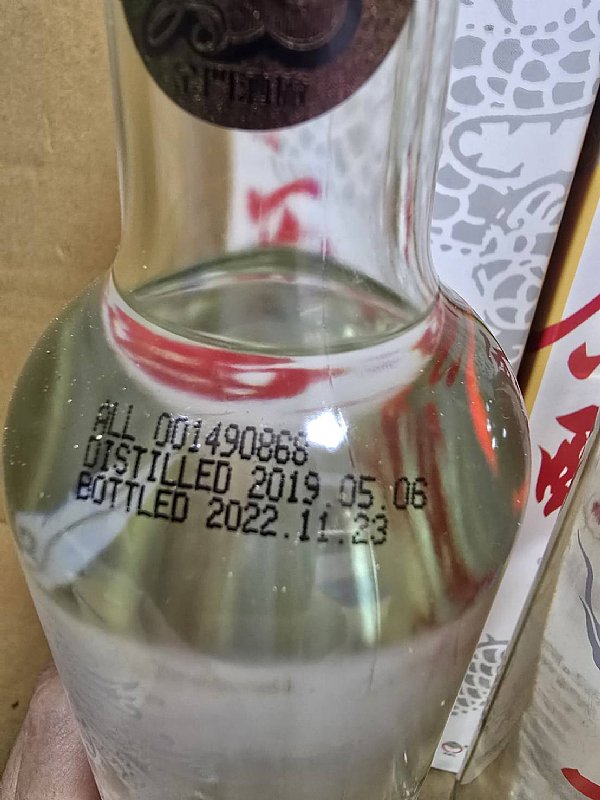 ALL 001490868
DISTILLED 2019.05.06
BOTTLED 2022.11.23